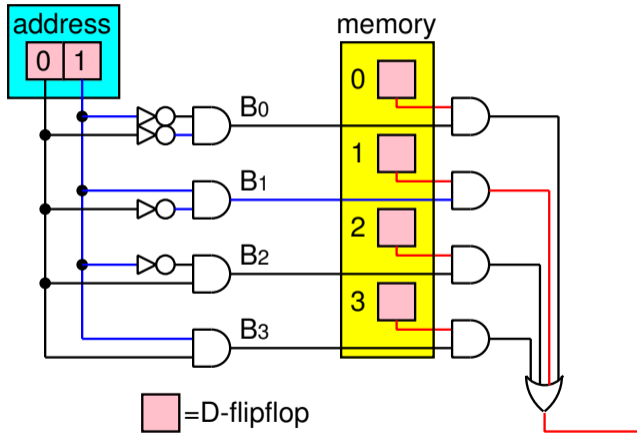 address
0 1
memory
0
B0
1
B1
2
B2
3
B3
=D-flipflop